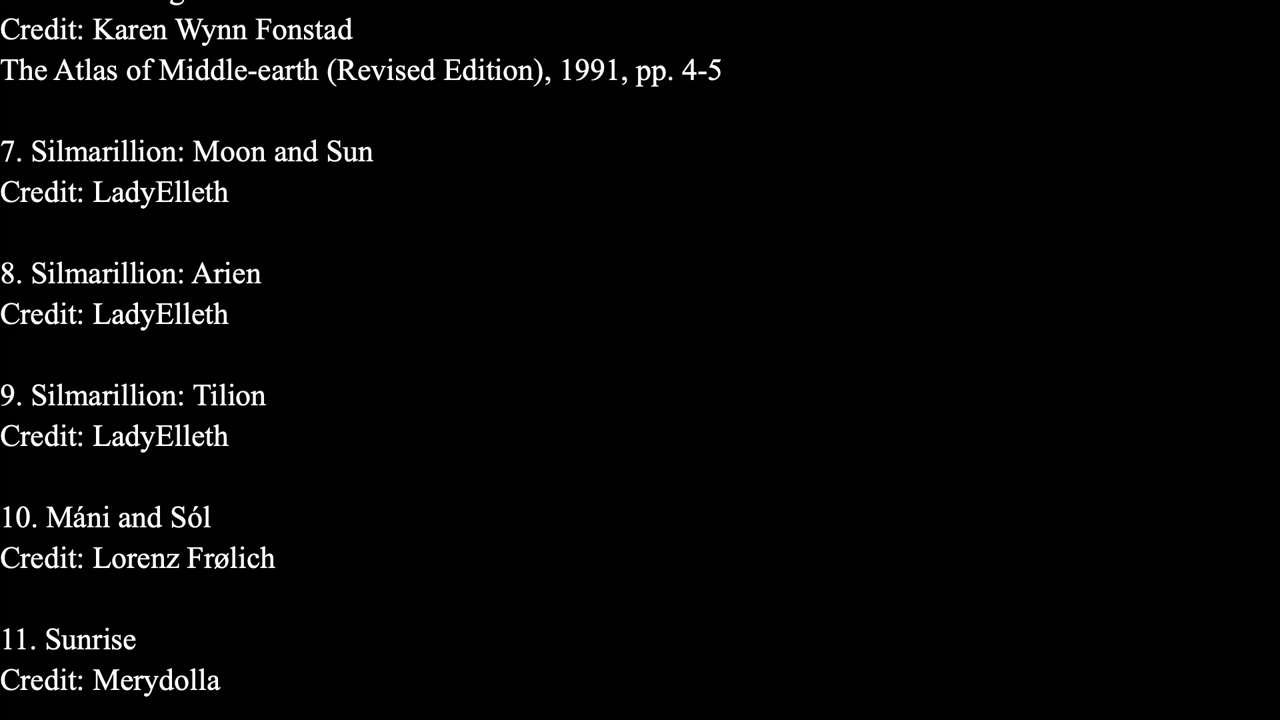 Credit: Karen Wynn Fonstad
The Atlas of Middle-earth (Revised Edition), 1991, pp. 4-5
7. Silmarillion: Moon and Sun
Credit: LadyElleth
8. Silmarillion: Arien
Credit: LadyElleth
9. Silmarillion: Tilion
Credit: LadyElleth
10. Máni and Sól
Credit: Lorenz Frølich
11. Sunrise
Credit: Merydolla